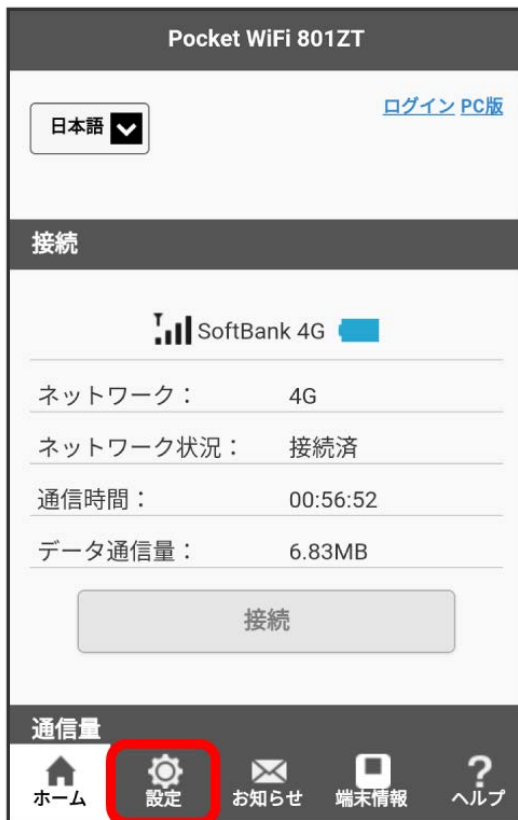 Pocket WiFi 801ZT
ログイン PC版
日本語
接続
SoftBank 4G
ネットワーク： 4G
ネットワーク状況： 接続済
通信時間： 00:56:52
データ通信量： 6.83MB
接続
通信量
ホーム 設定 お知らせ 端末情報 ヘルプ